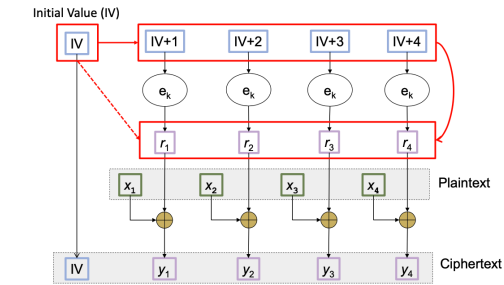 Initial Value (IV)
IV IV+1 IV+2 IV+3 IV+4
ek ek ek ek
r1 r2 r3 r4
x1 x2 x3 x4 Plaintext
IV y1 y2 y3 y4 Ciphertext